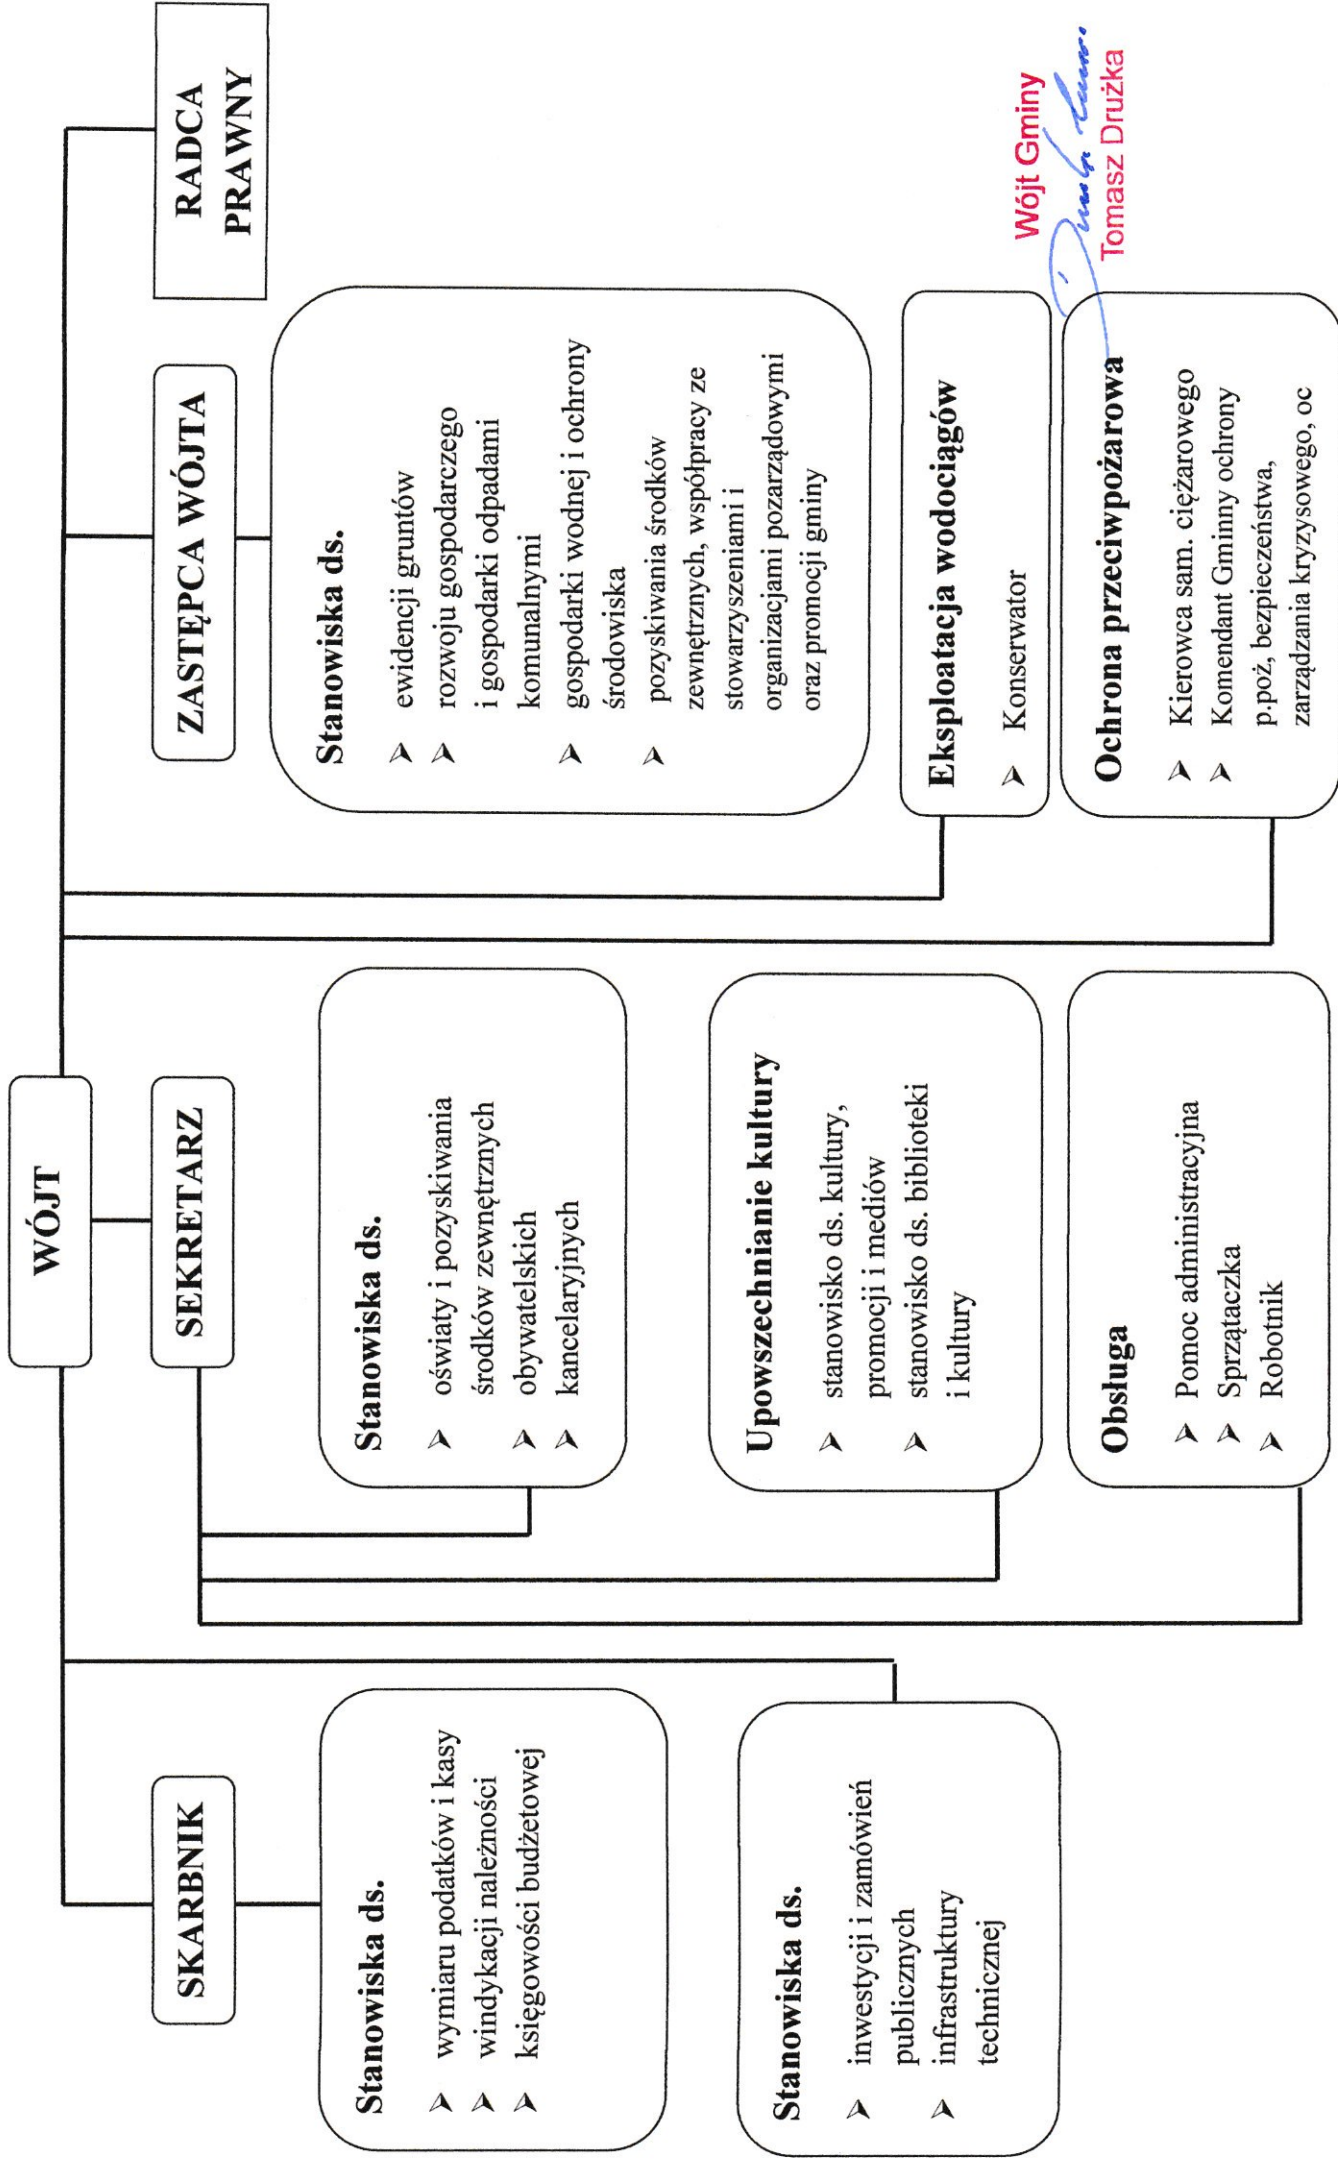 WÓJT
SKARBNIK
SEKRETARZ
ZASTĘPCA WÓJTA
RADCA
PRAWNY
Stanowiska ds.
➢ wymiaru podatków i kasy
➢ windykacji należności
➢ księgowości budżetowej
Stanowiska ds.
➢ inwestycji i zamówień
publicznych
➢ infrastruktury
technicznej
Stanowiska ds.
➢ oświaty i pozyskiwania
środków zewnętrznych
➢ obywatelskich
➢ kancelaryjnych
Upowszechnianie kultury
➢ stanowisko ds. kultury,
promocji i mediów
➢ stanowisko ds. biblioteki
i kultury
Obsługa
➢ Pomoc administracyjna
➢ Sprzątaczka
➢ Robotnik
Stanowiska ds.
➢ ewidencji gruntów
➢ rozwoju gospodarczego
i gospodarki odpadami
komunalnymi
➢ gospodarki wodnej i ochrony
środowiska
➢ pozyskiwania środków
zewnętrznych, współpracy ze
stowarzyszeniami i
organizacjami pozarządowymi
oraz promocji gminy
Eksploatacja wodociągów
➢ Konserwator
Ochrona przeciwpożarowa
➢ Kierowca sam. ciężarowego
➢ Komendant Gminny ochrony
p.poż, bezpieczeństwa,
zarządzania kryzysowego, oc
Wójt Gminy
Tomasz Drużka